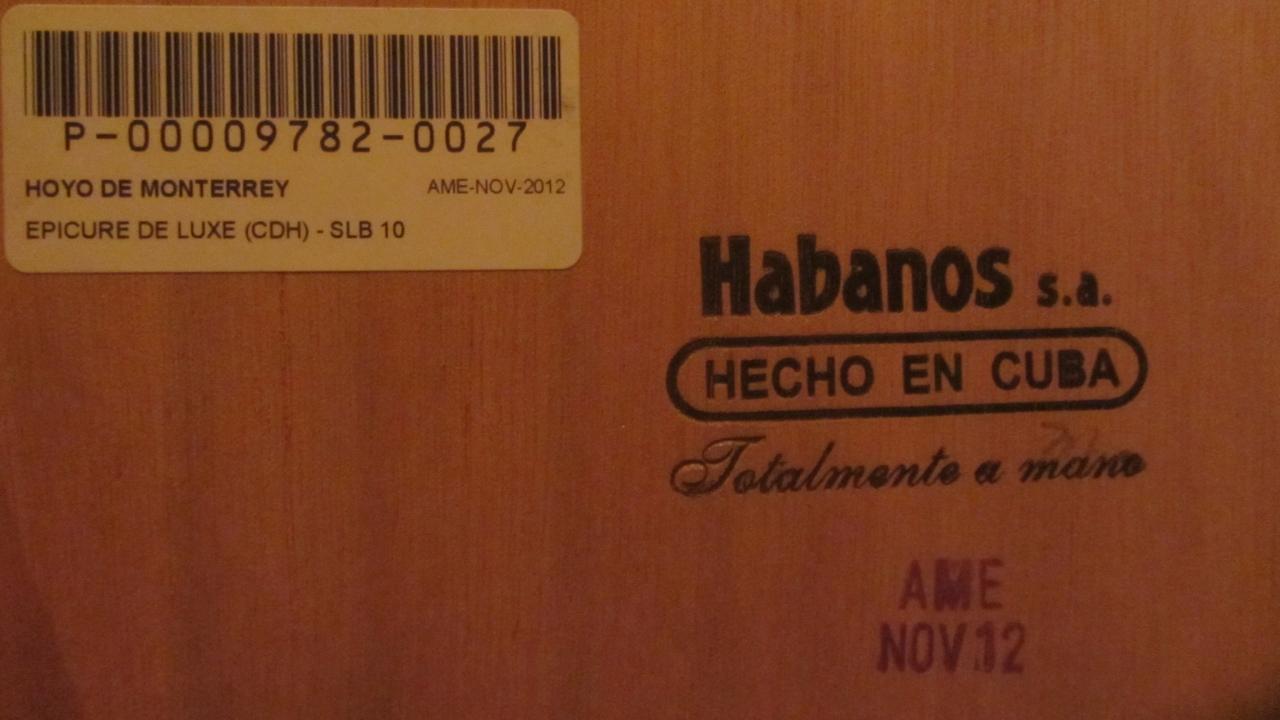 P-00009782-0027
HOYO DE MONTERREY AME-NOV-2012
EPICURE DE LUXE (CDH) - SLB 10
Habanos s.a.
HECHO EN CUBA
Totalmente a mano
AME
NOV.12